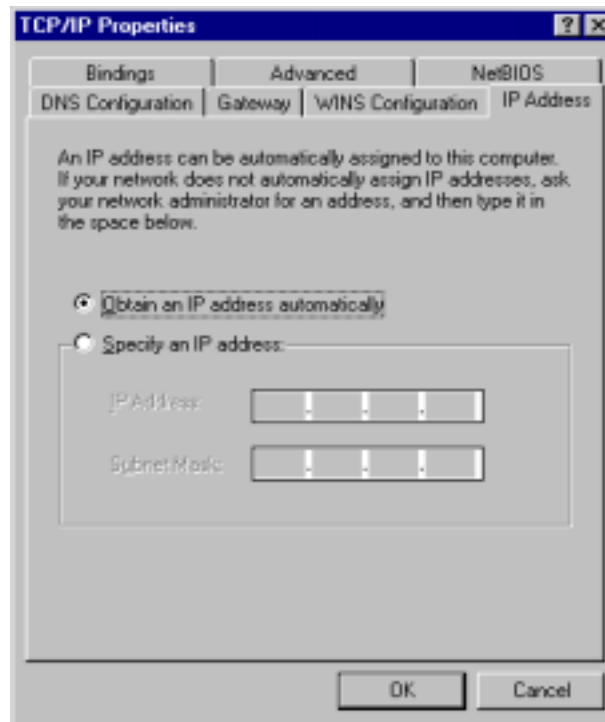 TCP/IP Properties
Bindings
Advanced
NetBIOS
DNS Configuration
Gateway
WINS Configuration
IP Address
An IP address can be automatically assigned to this computer.
If your network does not automatically assign IP addresses, ask
your network administrator for an address, and then type it in
the space below.
Obtain an IP address automatically
Specify an IP address:
IP Address:
. . .
Subnet Mask:
. . .
OK
Cancel